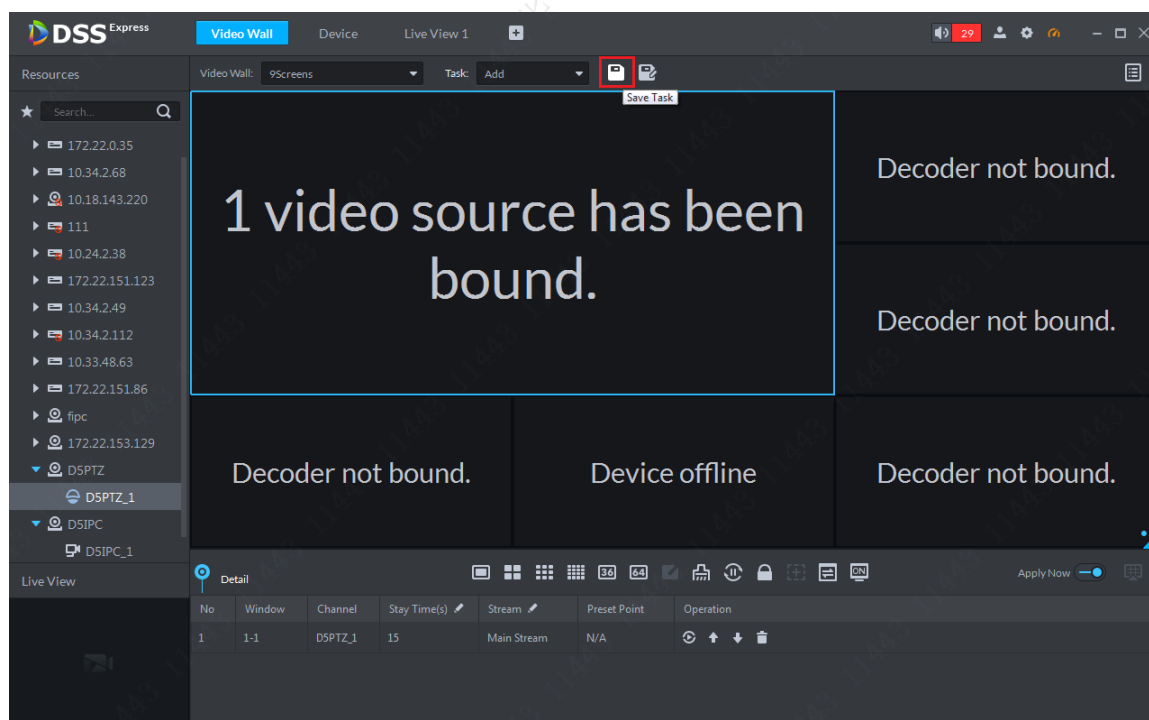 DSS Express
Video Wall
Device
Live View 1
29
Resources
Video Wall: 9Screens
Task: Add
Save Task
Search...
172.22.0.35
10.34.2.68
10.18.143.220
111
10.24.2.38
172.22.151.123
10.34.2.49
10.34.2.112
10.33.48.63
172.22.151.86
fipc
172.22.153.129
D5PTZ
D5PTZ_1
D5IPC
D5IPC_1
1 video source has been
bound.
Decoder not bound.
Decoder not bound.
Decoder not bound.
Device offline
Decoder not bound.
Live View
Detail
36
64
ON
Apply Now
No Window Channel Stay Time(s) Stream Preset Point Operation
1 1-1 D5PTZ_1 15 Main Stream N/A
11443 11443